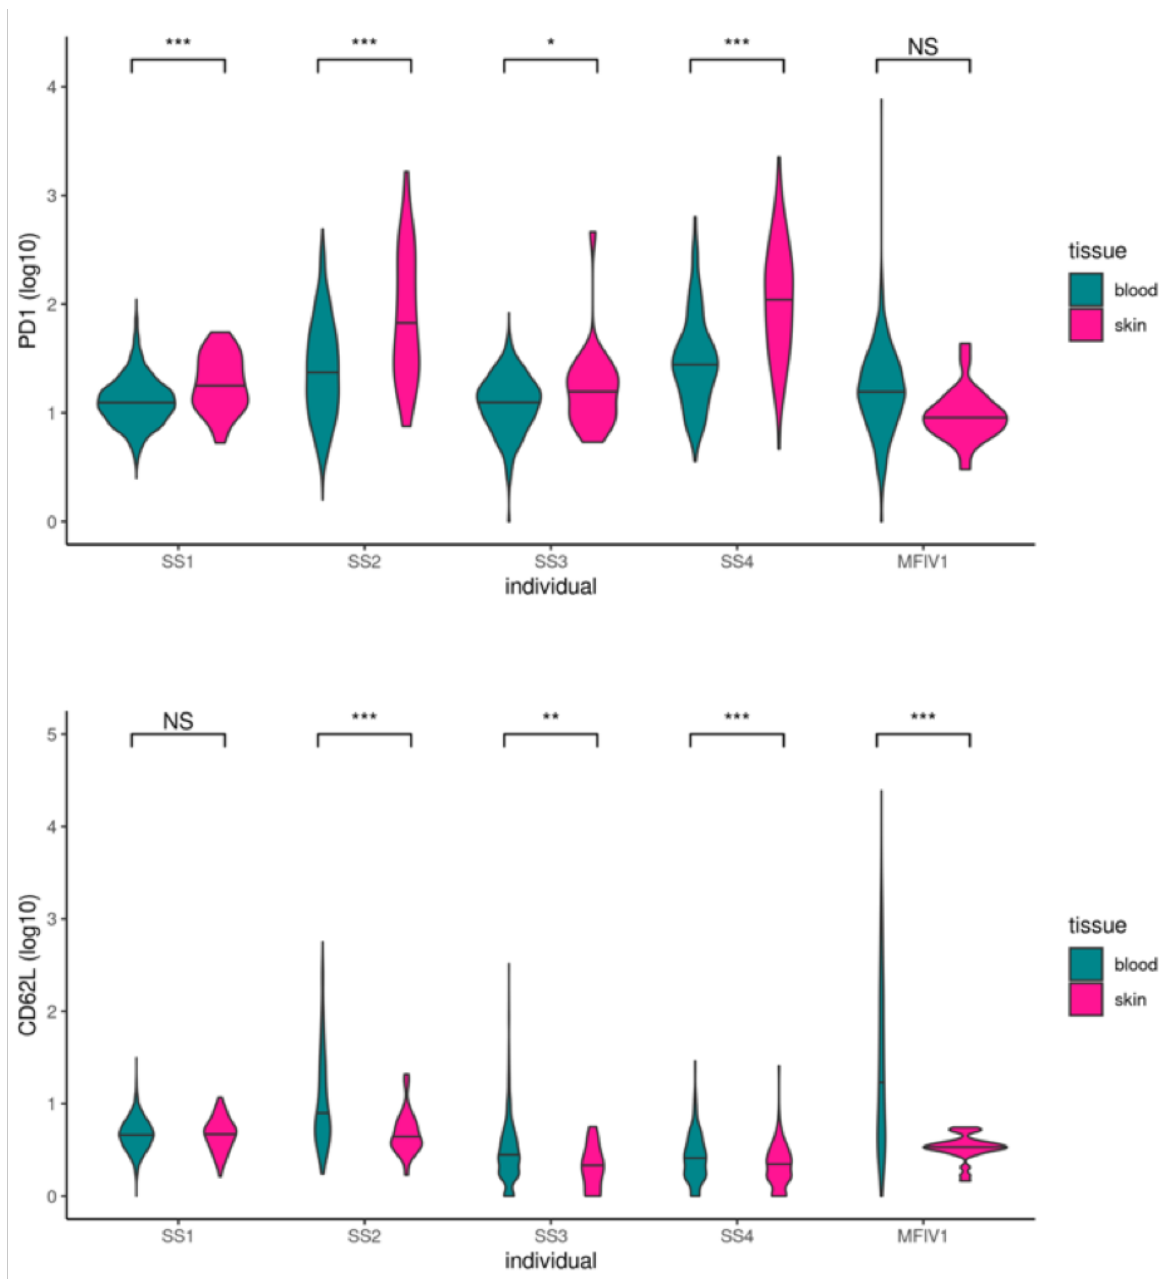 *** *** * *** NS
PD1 (log10)
4
3
2
1
0
SS1 SS2 SS3 SS4 MFIV1
individual
tissue
blood
skin
NS *** ** *** ***
CD62L (log10)
5
4
3
2
1
0
SS1 SS2 SS3 SS4 MFIV1
individual
tissue
blood
skin